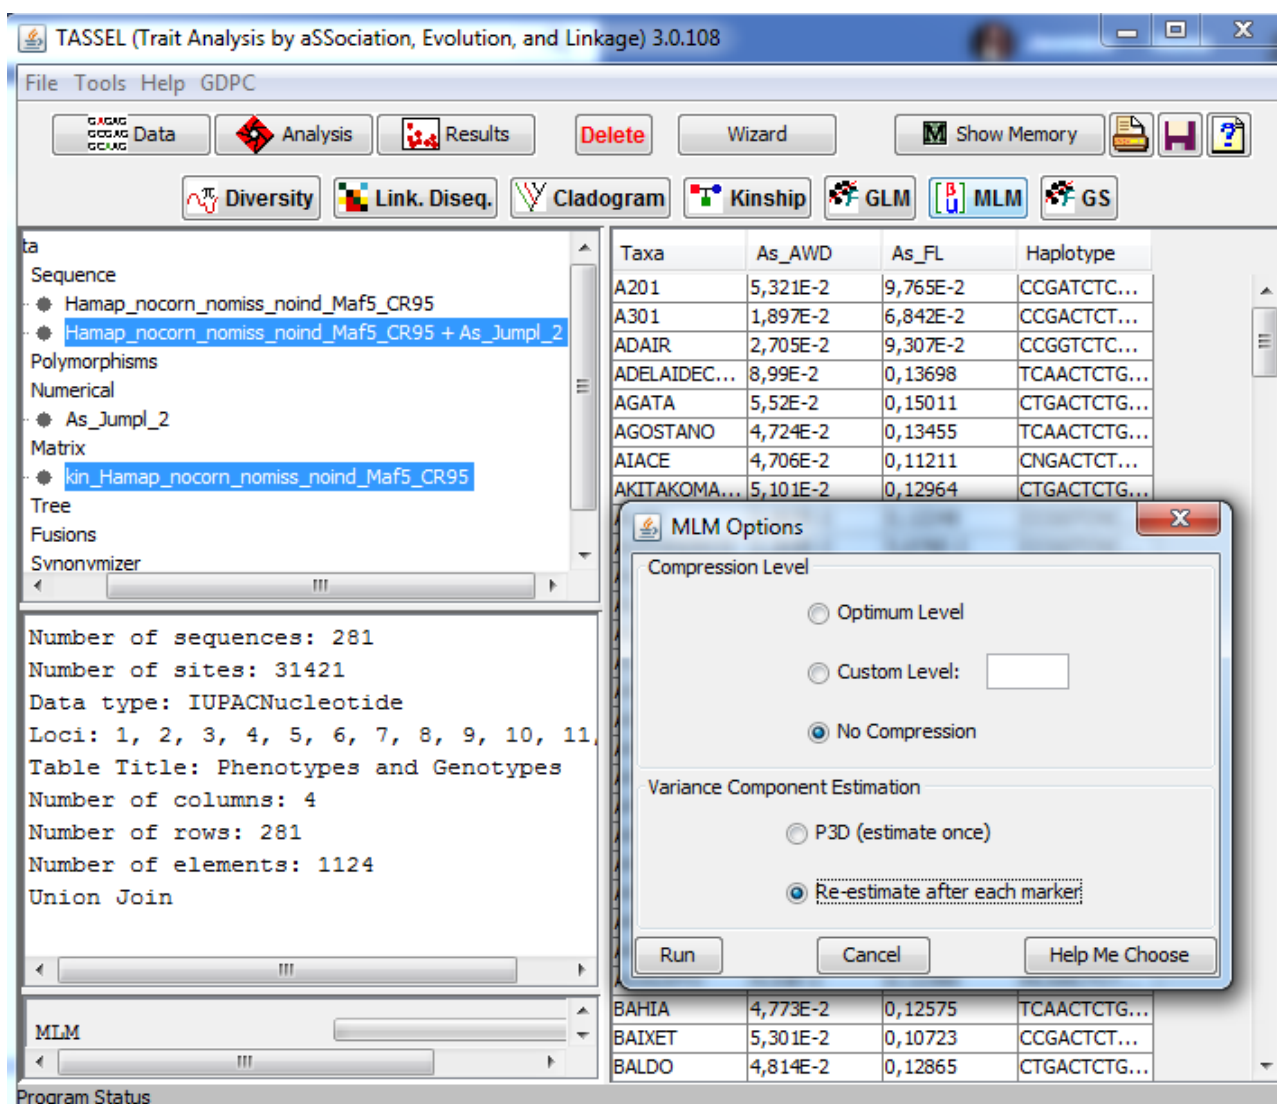 TASSEL (Trait Analysis by aSSociation, Evolution, and Linkage) 3.0.108
File Tools Help GDPC
Data Analysis Results Delete Wizard Show Memory
Diversity Link. Diseq. Cladogram Kinship GLM MLM GS
ta
Sequence
Hamap_nocorn_nomiss_noind_Maf5_CR95
Hamap_nocorn_nomiss_noind_Maf5_CR95 + As_Jumpl_2
Polymorphisms
Numerical
As_Jumpl_2
Matrix
kin_Hamap_nocorn_nomiss_noind_Maf5_CR95
Tree
Fusions
Synonymizer
Number of sequences: 281
Number of sites: 31421
Data type: IUPACNucleotide
Loci: 1, 2, 3, 4, 5, 6, 7, 8, 9, 10, 11,
Table Title: Phenotypes and Genotypes
Number of columns: 4
Number of rows: 281
Number of elements: 1124
Union Join
MLM
Program Status
Taxa As_AWD As_FL Haplotype
A201 5,321E-2 9,765E-2 CCGATCTC...
A301 1,897E-2 6,842E-2 CCGACTCT...
ADAIR 2,705E-2 9,307E-2 CCGGTCTC...
ADELAIDEC... 8,99E-2 0,13698 TCAACTCTG...
AGATA 5,52E-2 0,15011 CTGACTCTG...
AGOSTANO 4,724E-2 0,13455 TCAACTCTG...
AIACE 4,706E-2 0,11211 CNGACTCT...
AKITAKOMA... 5,101E-2 0,12964 CTGACTCTG...
MLM Options
Compression Level
Optimum Level
Custom Level:
No Compression
Variance Component Estimation
P3D (estimate once)
Re-estimate after each marker
Run Cancel Help Me Choose
BAHIA 4,773E-2 0,12575 TCAACTCTG...
BAIXET 5,301E-2 0,10723 CCGACTCT...
BALDO 4,814E-2 0,12865 CTGACTCTG...